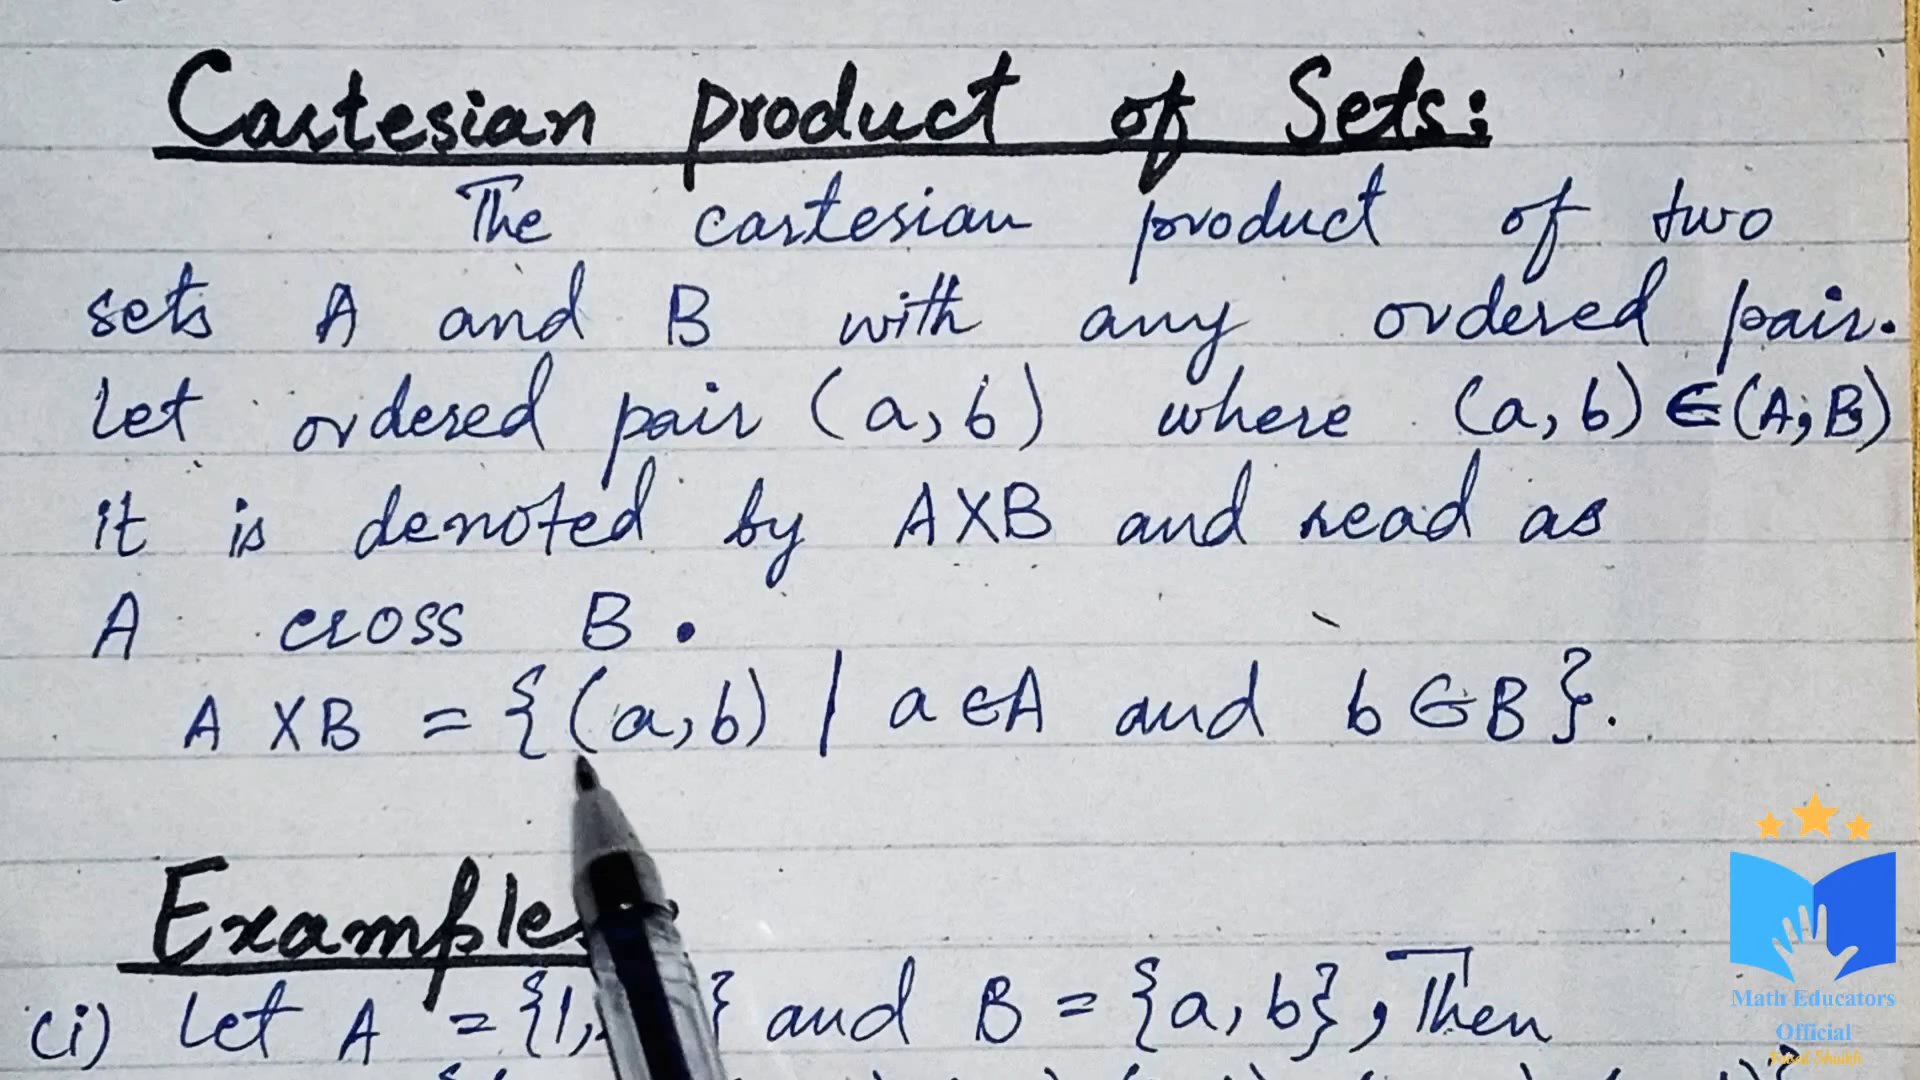 Cartesian product of Sets:
The cartesian product of two
sets A and B with any ordered pair.
Let ordered pair (a,b) where (a,b) ∈ (A,B)
it is denoted by AXB and read as
A cross B.
A XB = {(a,b) / a ∈ A and b ∈ B}.
Example
(i) Let A = {1, } and B = {a,b}, Then
Math Educators
Official